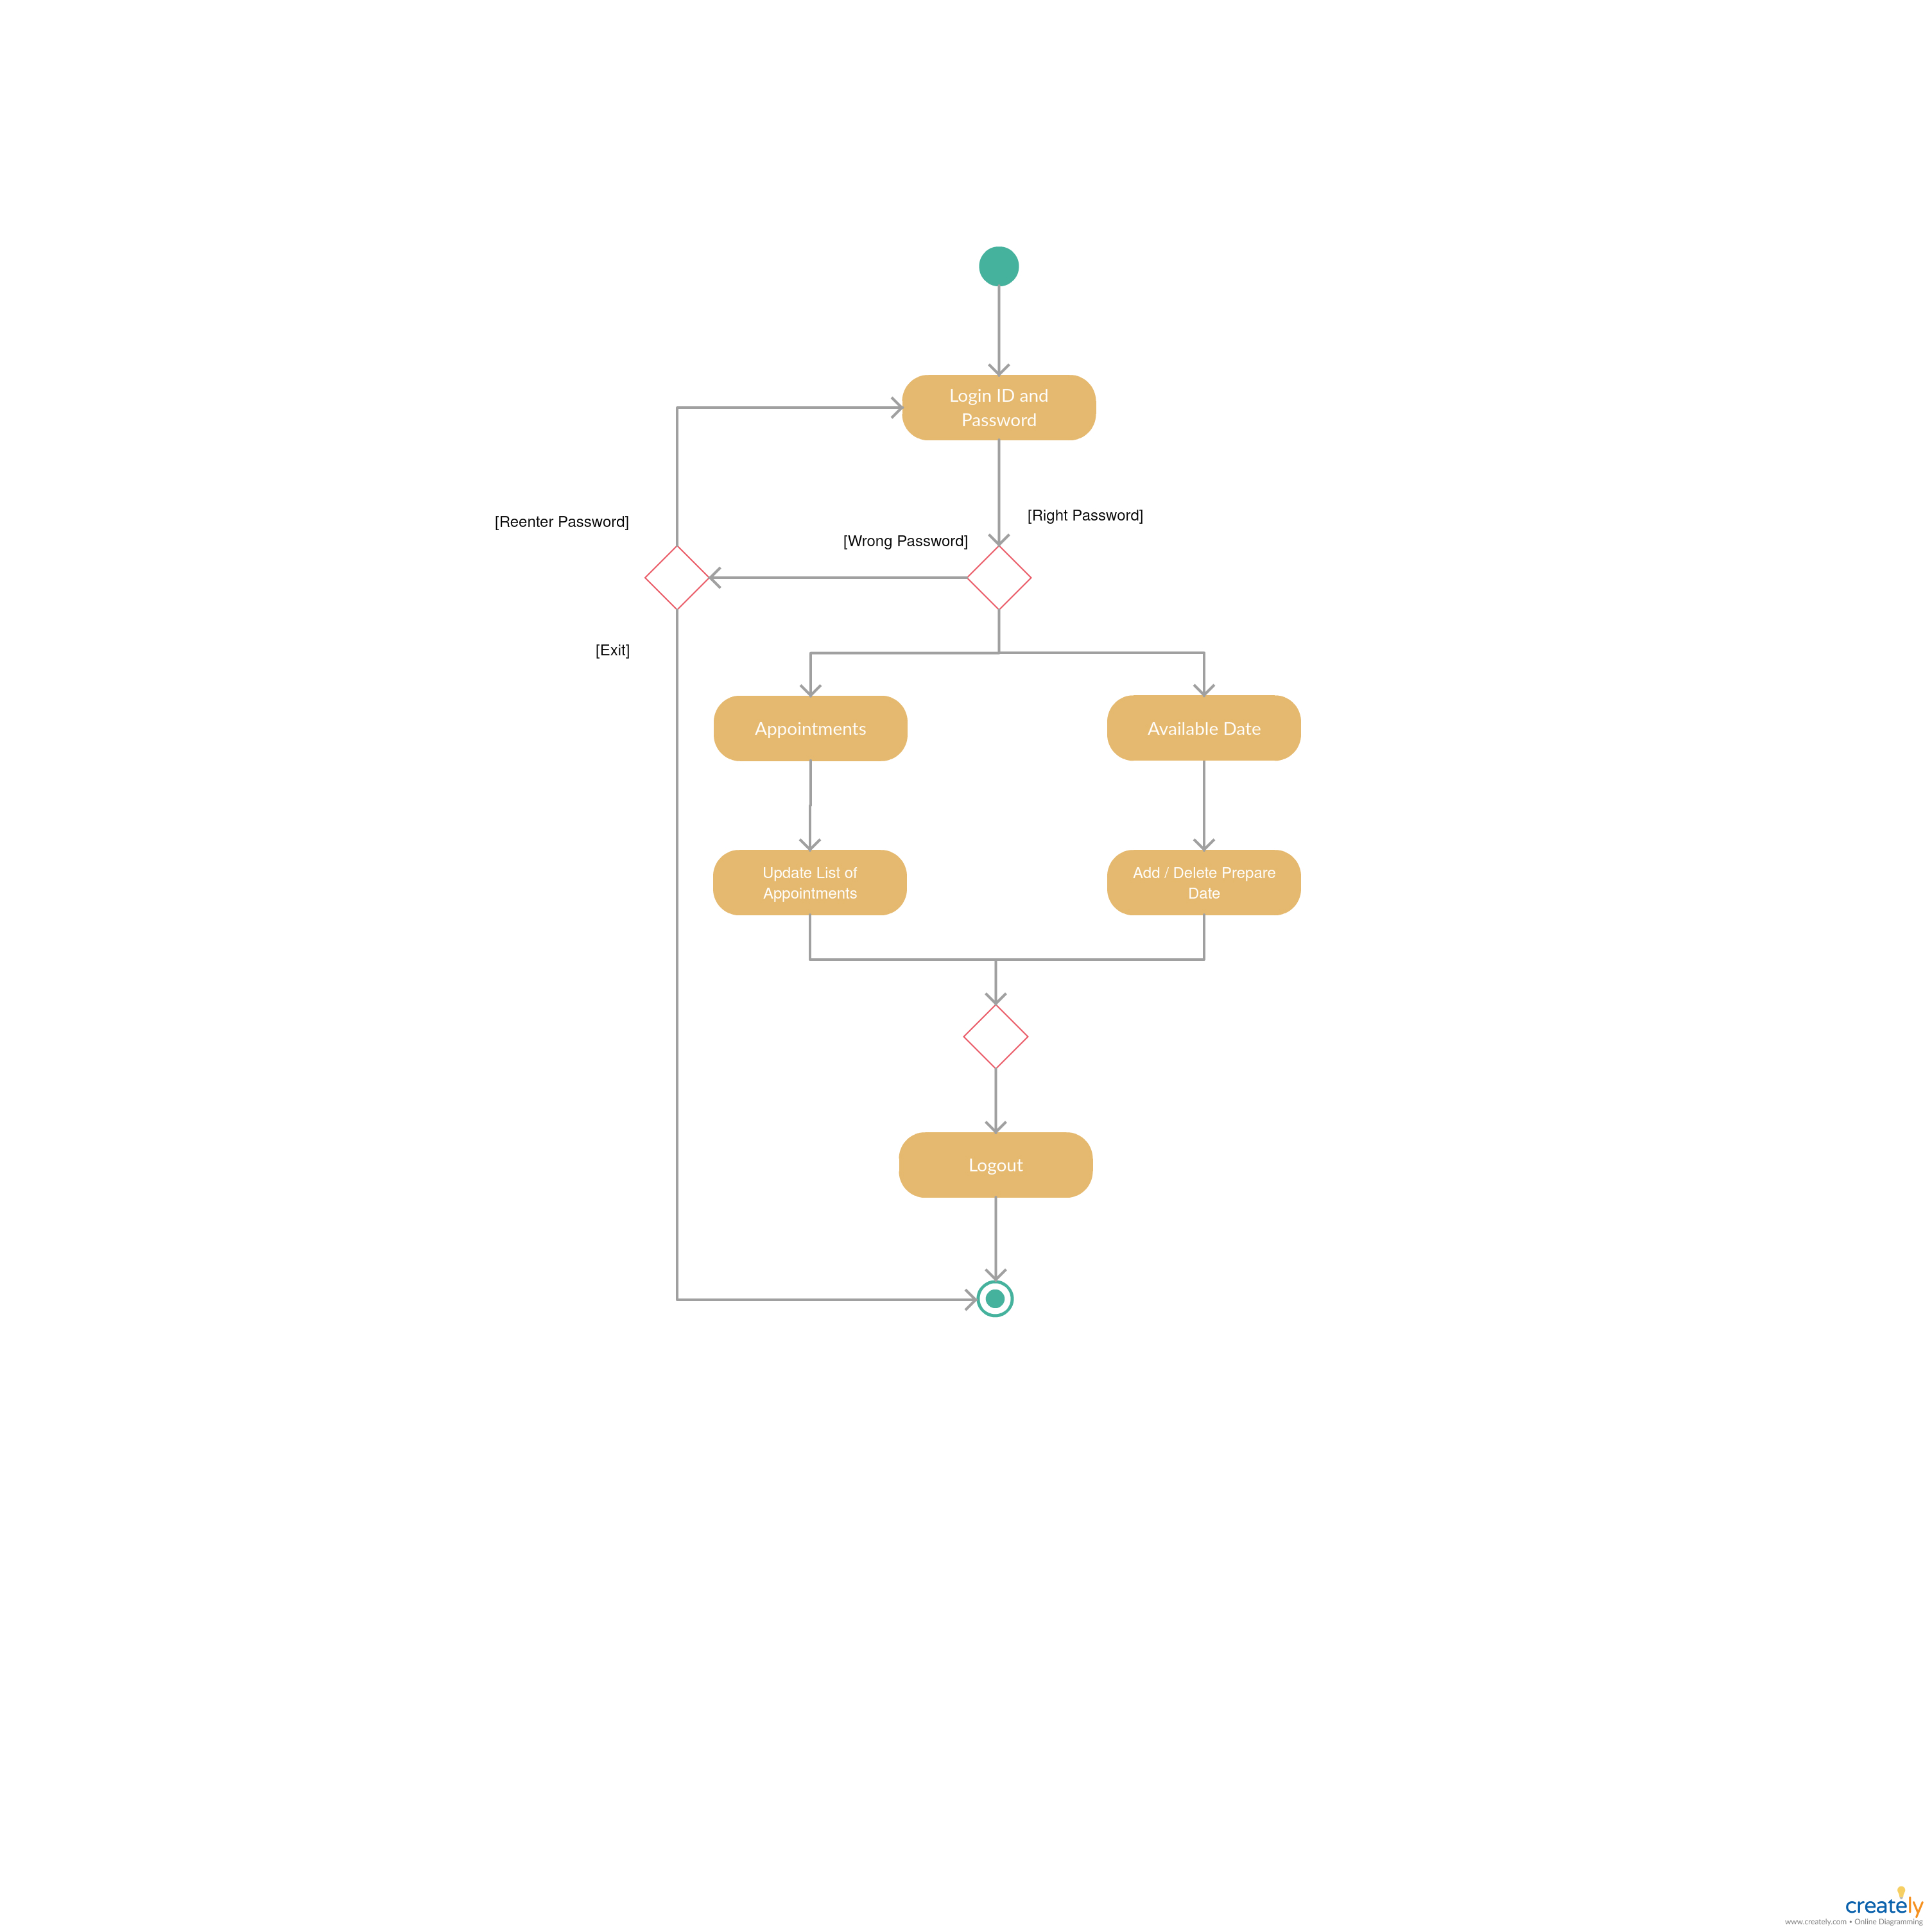 Login ID and
Password
[Reenter Password]
[Right Password]
[Wrong Password]
[Exit]
Appointments
Available Date
Update List of
Appointments
Add / Delete Prepare
Date
Logout
creately
www.creately.com • Online Diagramming